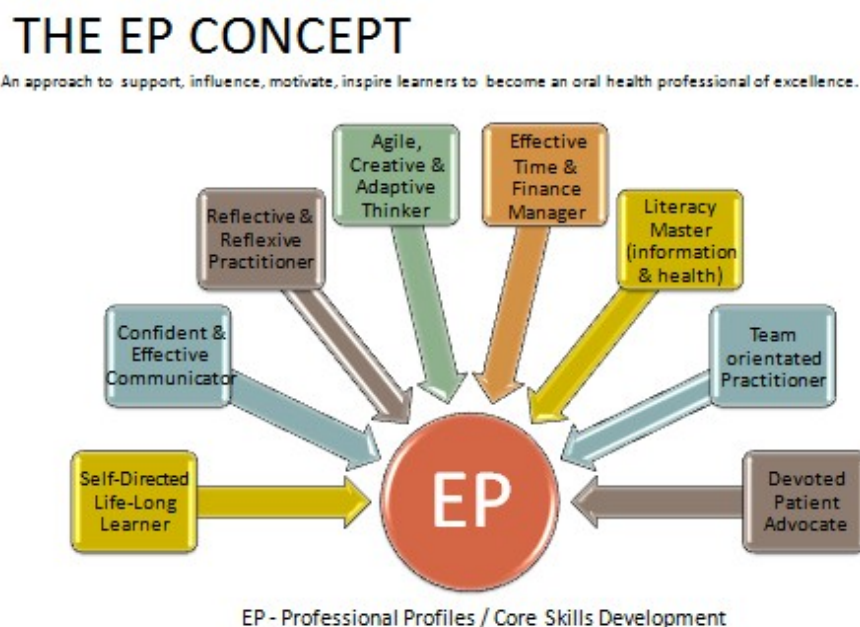 THE EP CONCEPT
An approach to support, influence, motivate, inspire learners to become an oral health professional of excellence.
Agile,
Creative &
Adaptive
Thinker
Effective
Time &
Finance
Manager
Reflective &
Reflexive
Practitioner
Literacy
Master
(information
& health)
Confident &
Effective
Communicator
Team
orientated
Practitioner
Self-Directed
Life-Long
Learner
EP
Devoted
Patient
Advocate
EP - Professional Profiles / Core Skills Development